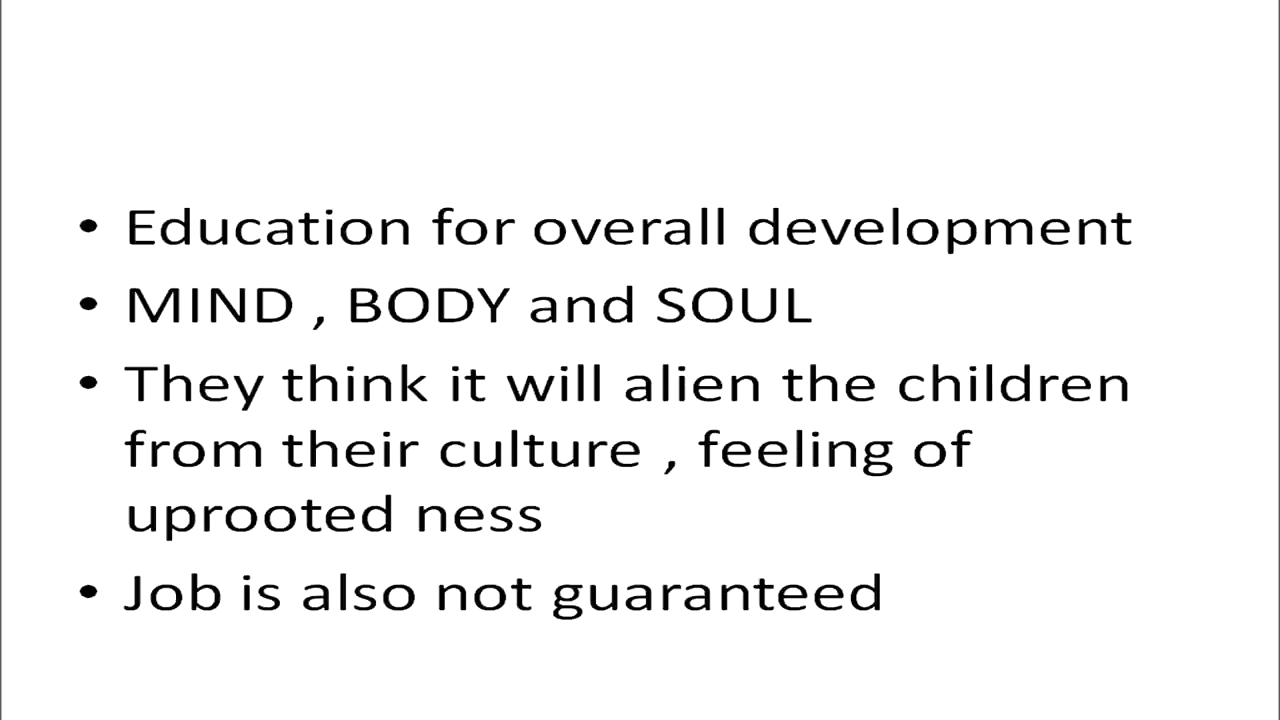 • Education for overall development
• MIND , BODY and SOUL
• They think it will alien the children
from their culture , feeling of
uprooted ness
• Job is also not guaranteed